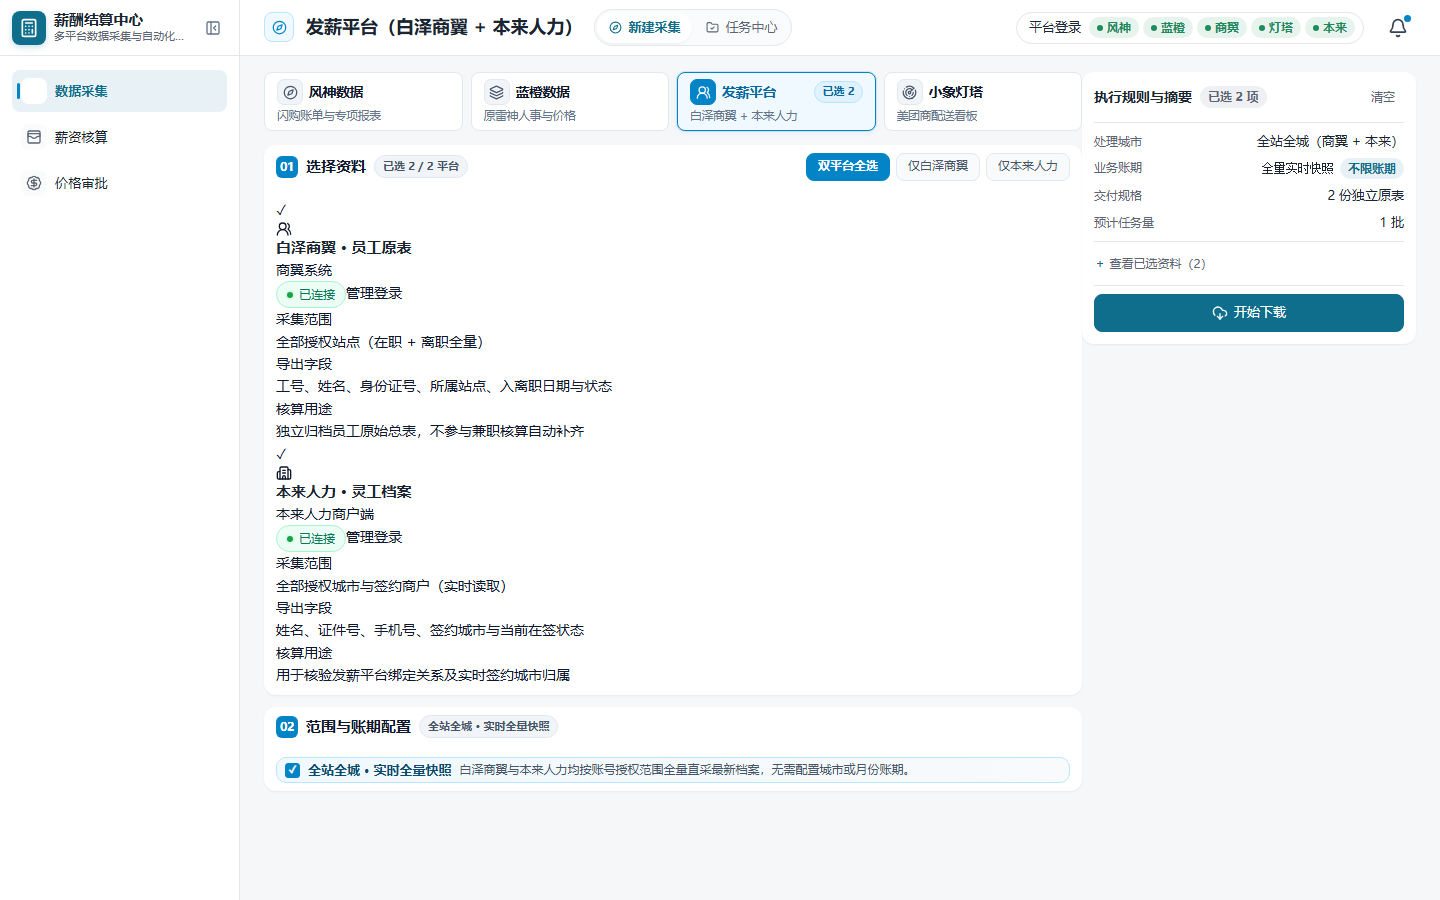 薪酬结算中心
多平台数据采集与自动化...
数据采集
薪资核算
价格审批
发薪平台（白泽商翼 + 本来人力）
新建采集
任务中心
平台登录
风神
蓝橙
商翼
灯塔
本来
风神数据
闪购账单与专项报表
蓝橙数据
原雷神人事与价格
发薪平台
已选 2
白泽商翼 + 本来人力
小象灯塔
美团商配送看板
01 选择资料 已选 2 / 2 平台
双平台全选
仅白泽商翼
仅本来人力
✓
白泽商翼 • 员工原表
商翼系统
已连接 管理登录
采集范围
全部授权站点（在职 + 离职全量）
导出字段
工号、姓名、身份证号、所属站点、入离职日期与状态
核算用途
独立归档员工原始总表，不参与兼职核算自动补齐
✓
本来人力 • 灵工档案
本来人力商户端
已连接 管理登录
采集范围
全部授权城市与签约商户（实时读取）
导出字段
姓名、证件号、手机号、签约城市与当前在签状态
核算用途
用于核验发薪平台绑定关系及实时签约城市归属
02 范围与账期配置 全站全城 • 实时全量快照
全站全城 • 实时全量快照 白泽商翼与本来人力均按账号授权范围全量直采最新档案，无需配置城市或月份账期。
执行规则与摘要 已选 2 项 清空
处理城市 全站全城（商翼 + 本来）
业务账期 全量实时快照 不限账期
交付规格 2 份独立原表
预计任务量 1 批
+ 查看已选资料（2）
开始下载